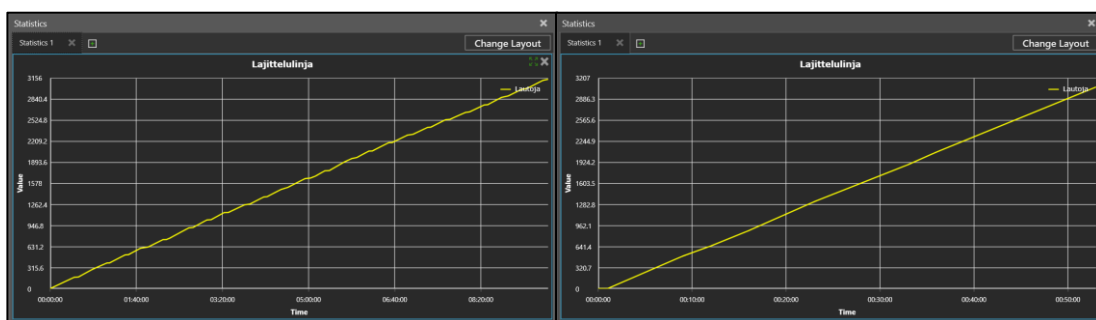 Statistics
Statistics 1
Change Layout
Lajittelulinja
Lautoja
3156
2840.4
2524.8
2209.2
1893.6
1578
1262.4
946.8
631.2
315.6
0
Value
00:00:00
01:40:00
03:20:00
05:00:00
06:40:00
08:20:00
Time
Statistics
Statistics 1
Change Layout
Lajittelulinja
Lautoja
3207
2886.3
2565.6
2244.9
1924.2
1603.5
1282.8
962.1
641.4
320.7
0
Value
00:00:00
00:10:00
00:20:00
00:30:00
00:40:00
00:50:00
Time